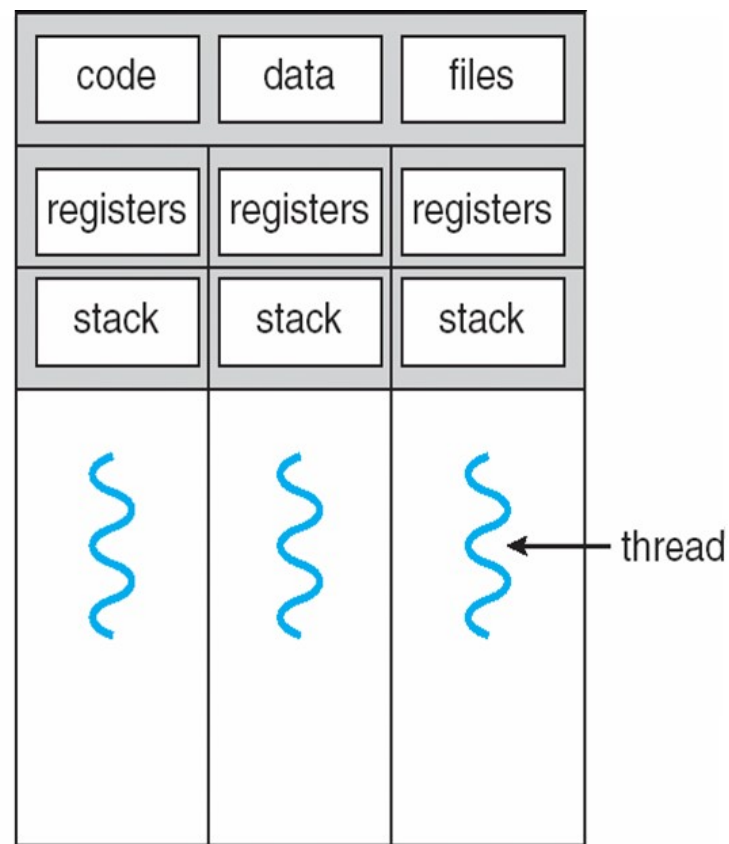 code data files
registers registers registers
stack stack stack
thread